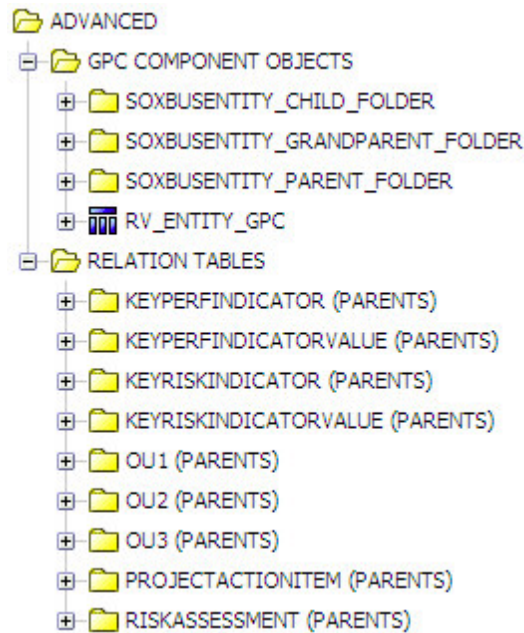 ADVANCED
GPC COMPONENT OBJECTS
SOXBUSENTITY_CHILD_FOLDER
SOXBUSENTITY_GRANDPARENT_FOLDER
SOXBUSENTITY_PARENT_FOLDER
RV_ENTITY_GPC
RELATION TABLES
KEYPERFINDICATOR (PARENTS)
KEYPERFINDICATORVALUE (PARENTS)
KEYRISKINDICATOR (PARENTS)
KEYRISKINDICATORVALUE (PARENTS)
OU1 (PARENTS)
OU2 (PARENTS)
OU3 (PARENTS)
PROJECTACTIONITEM (PARENTS)
RISKASSESSMENT (PARENTS)